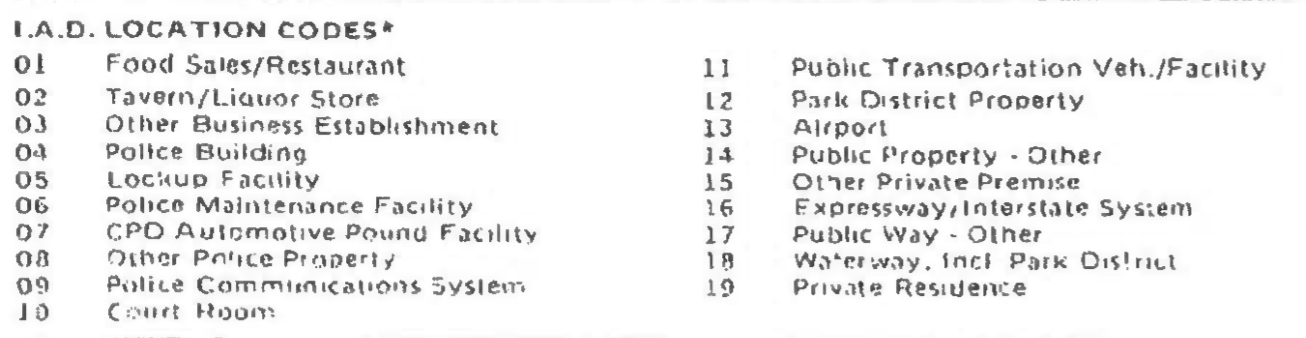 I.A.D. LOCATION CODES*
01 Food Sales/Restaurant
02 Tavern/Liquor Store
03 Other Business Establishment
04 Police Building
05 Lockup Facility
06 Police Maintenance Facility
07 CPD Automotive Pound Facility
08 Other Police Property
09 Police Communications System
10 Court Room
11 Public Transportation Veh./Facility
12 Park District Property
13 Airport
14 Public Property - Other
15 Other Private Premise
16 Expressway/Interstate System
17 Public Way - Other
18 Waterway, Incl Park District
19 Private Residence